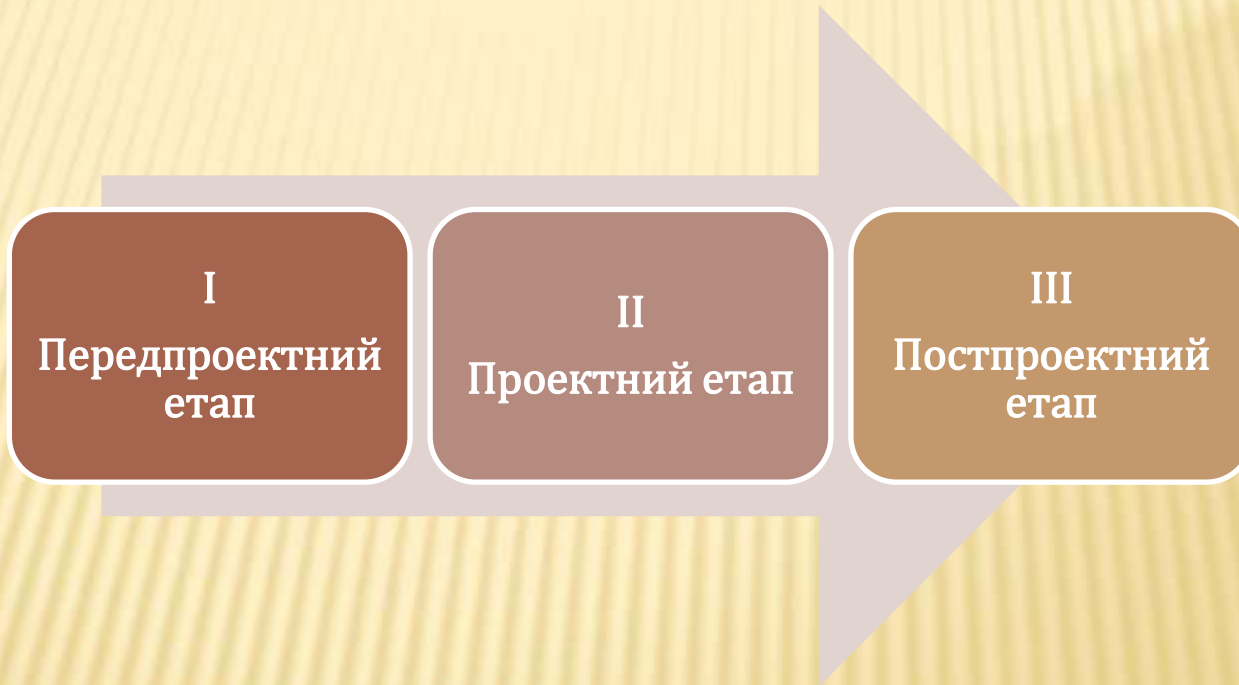 I
Передпроектний
етап
II
Проектний етап
III
Постпроектний
етап